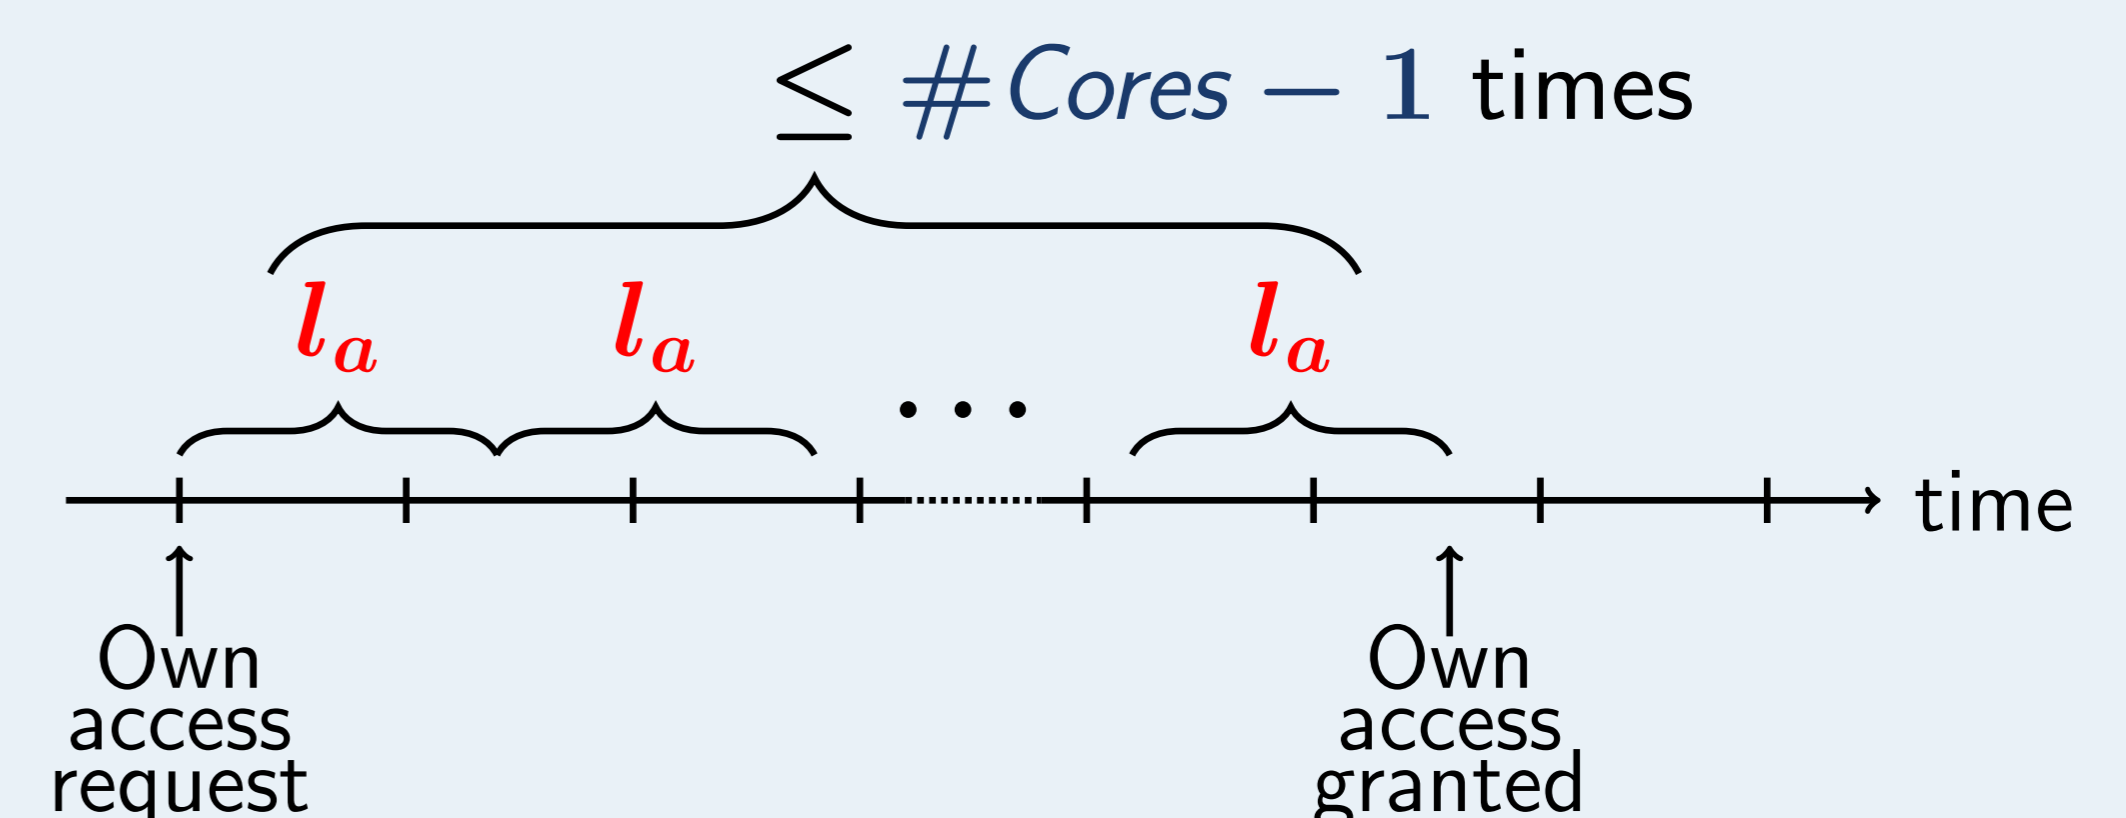 ≤ #Cores − 1 times
l_a l_a l_a
...
time
Own Own
access access
request granted